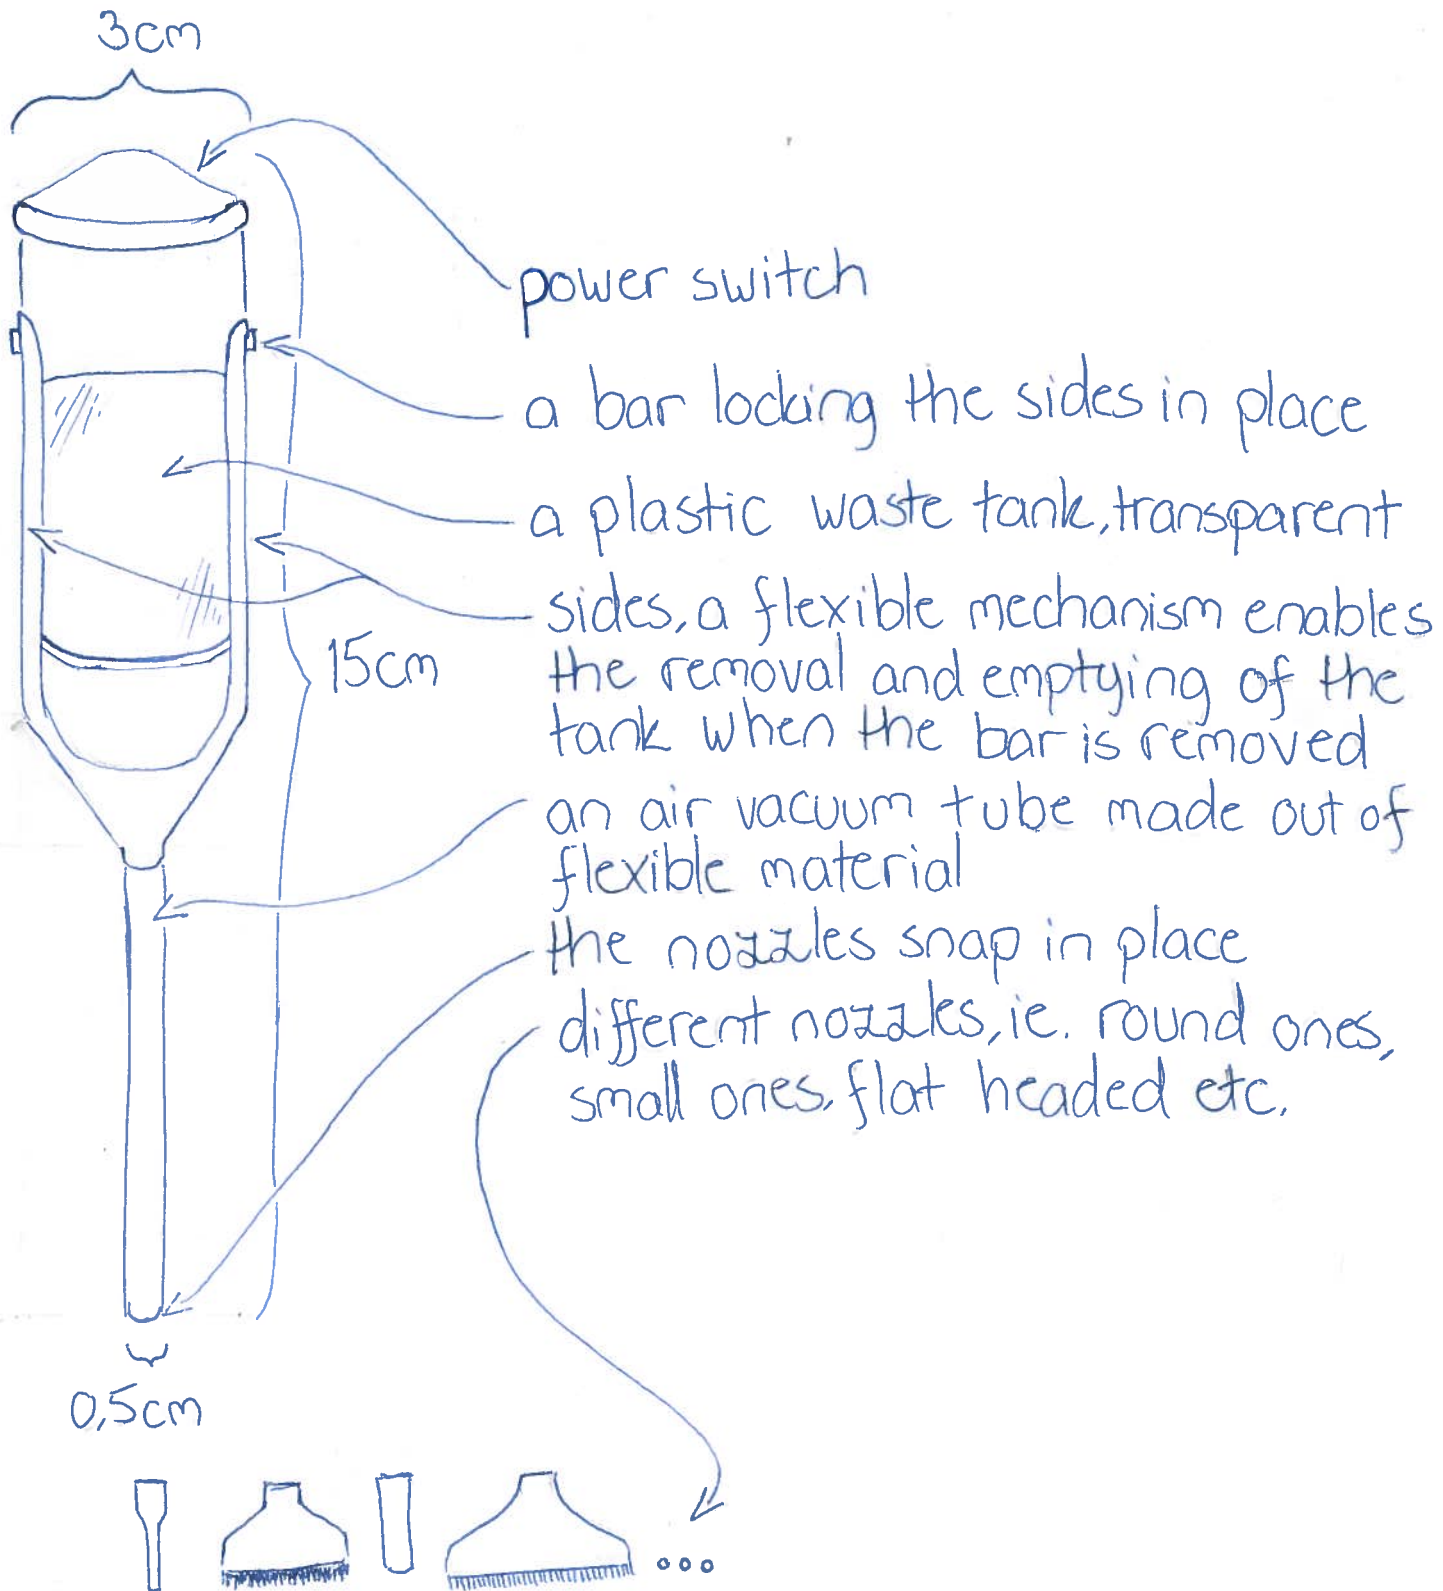 3cm
power switch
a bar locking the sides in place
a plastic waste tank, transparent
sides, a flexible mechanism enables
the removal and emptying of the
tank when the bar is removed
15cm
an air vacuum tube made out of
flexible material
the nozzles snap in place
different nozzles, ie. round ones,
small ones, flat headed etc.
0,5cm